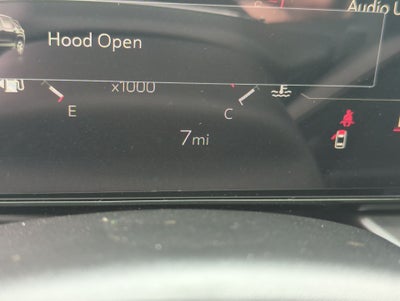 Audio
Hood Open
x1000
E
C
7mi